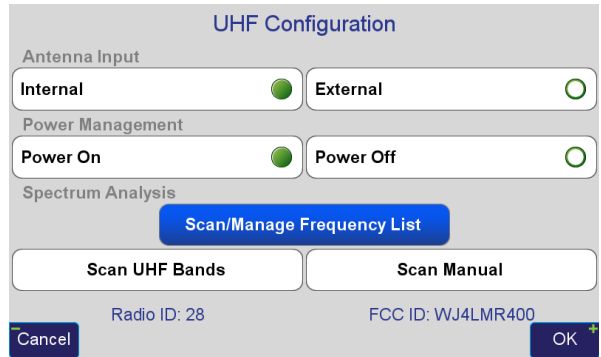 UHF Configuration
Antenna Input
Internal External
Power Management
Power On Power Off
Spectrum Analysis
Scan/Manage Frequency List
Scan UHF Bands Scan Manual
Radio ID: 28 FCC ID: WJ4LMR400
- Cancel OK +